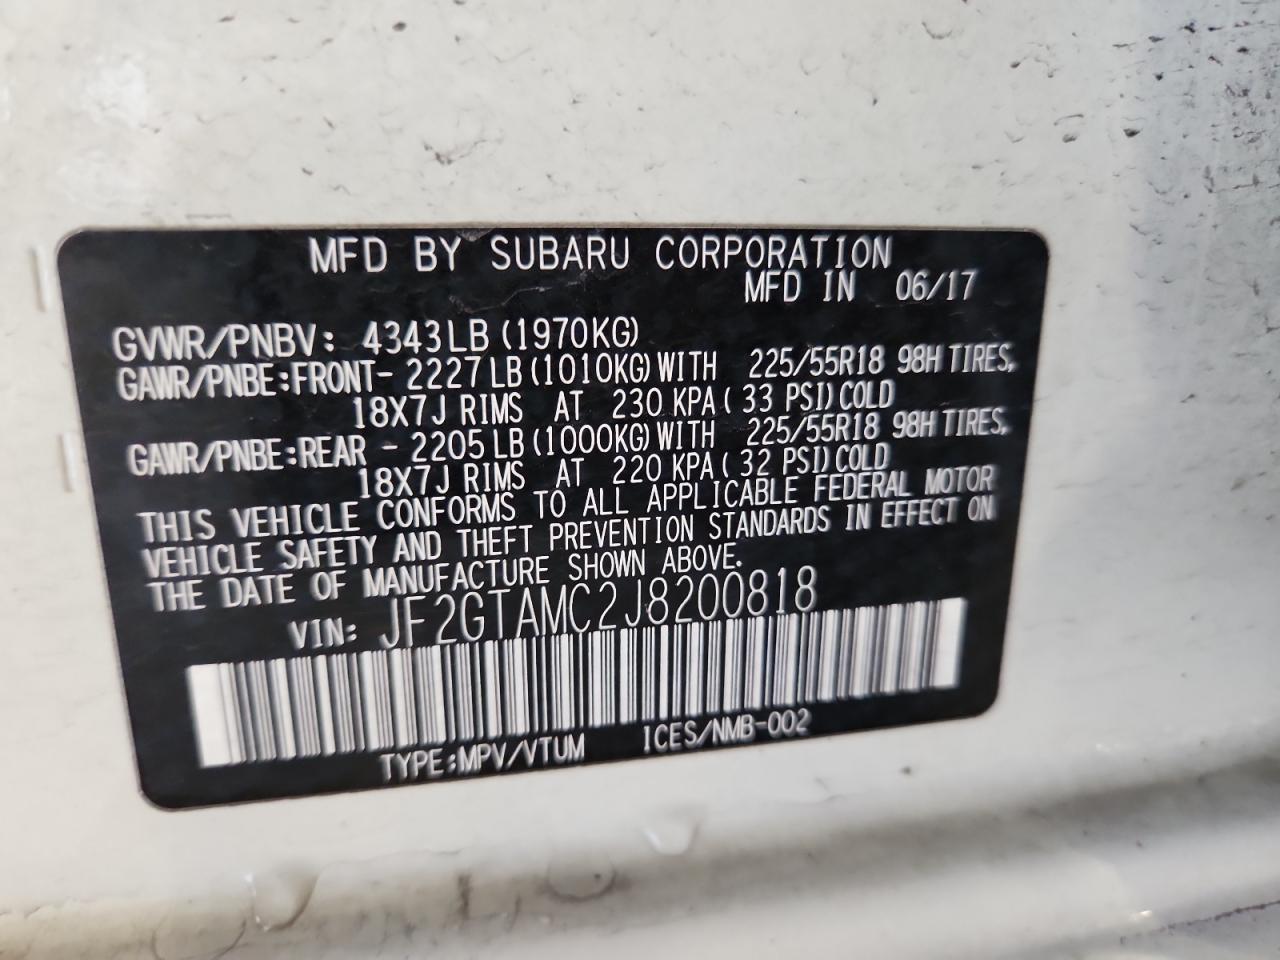 MFD BY SUBARU CORPORATION
MFD IN 06/17
GVWR/PNBV: 4343LB (1970KG)
GAWR/PNBE:FRONT- 2227LB (1010KG) WITH 225/55R18 98H TIRES,
18X7J RIMS AT 230 KPA( 33 PSI) COLD
GAWR/PNBE:REAR - 2205LB (1000KG) WITH 225/55R18 98H TIRES,
18X7J RIMS AT 220 KPA( 32 PSI) COLD
THIS VEHICLE CONFORMS TO ALL APPLICABLE FEDERAL MOTOR
VEHICLE SAFETY AND THEFT PREVENTION STANDARDS IN EFFECT ON
THE DATE OF MANUFACTURE SHOWN ABOVE.
VIN: JF2GTAMC2J8200818
TYPE:MPV/VTUM ICES/NMB-002